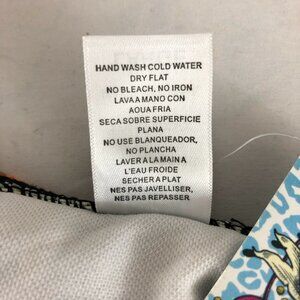 HAND WASH COLD WATER
DRY FLAT
NO BLEACH, NO IRON
LAVA A MANO CON
AOUA FRIA
SECA SOBRE SUPERFICIE
PLANA
NO USE BLANQUEADOR,
NO PLANCHA
LAVER A LA MAIN A
L'EAU FROIDE
SECHER A PLAT
NES PAS JAVELLISER,
NES PAS REPASSER